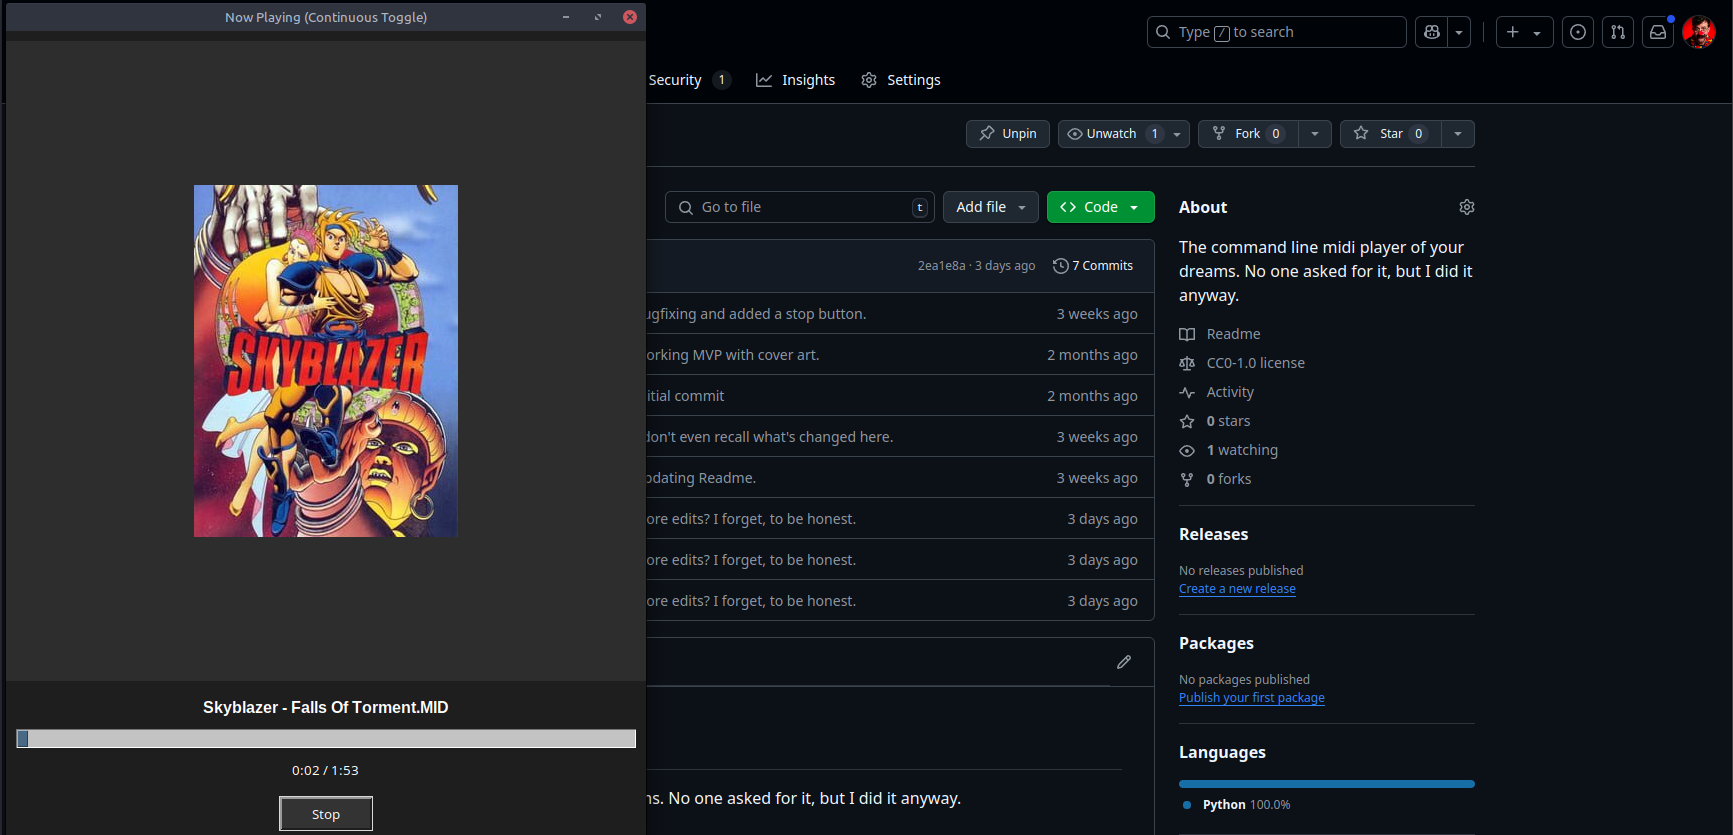 Now Playing (Continuous Toggle)
SKYBLAZER
Skyblazer - Falls Of Torment.MID
0:02 / 1:53
Stop
Type / to search
Security 1
Insights
Settings
Unpin
Unwatch 1
Fork 0
Star 0
Go to file t
Add file
Code
2ea1e8a · 3 days ago
7 Commits
ugfixing and added a stop button. 3 weeks ago
orking MVP with cover art. 2 months ago
itial commit 2 months ago
don't even recall what's changed here. 3 weeks ago
pdating Readme. 3 weeks ago
ore edits? I forget, to be honest. 3 days ago
ore edits? I forget, to be honest. 3 days ago
ore edits? I forget, to be honest. 3 days ago
ns. No one asked for it, but I did it anyway.
About
The command line midi player of your
dreams. No one asked for it, but I did it
anyway.
Readme
CC0-1.0 license
Activity
0 stars
1 watching
0 forks
Releases
No releases published
Create a new release
Packages
No packages published
Publish your first package
Languages
Python 100.0%